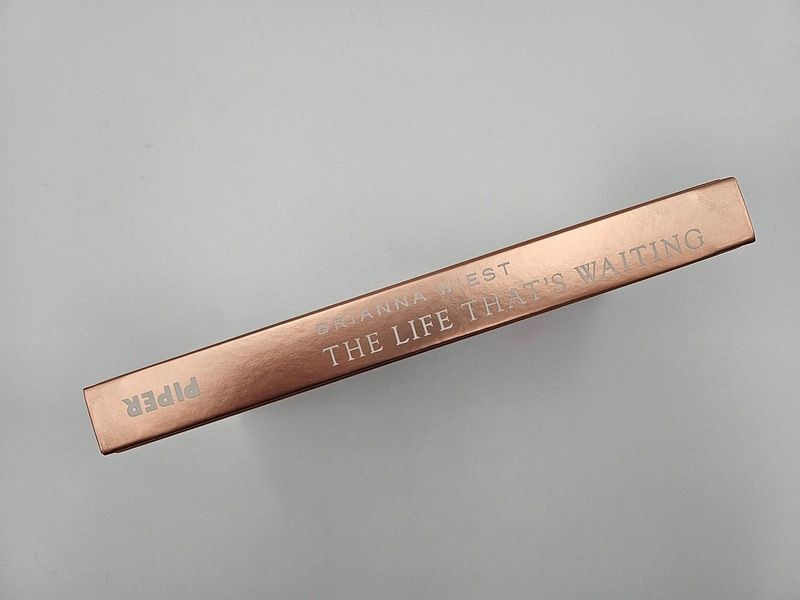 BRIANNA WIEST
THE LIFE THAT'S WAITING
PIPER